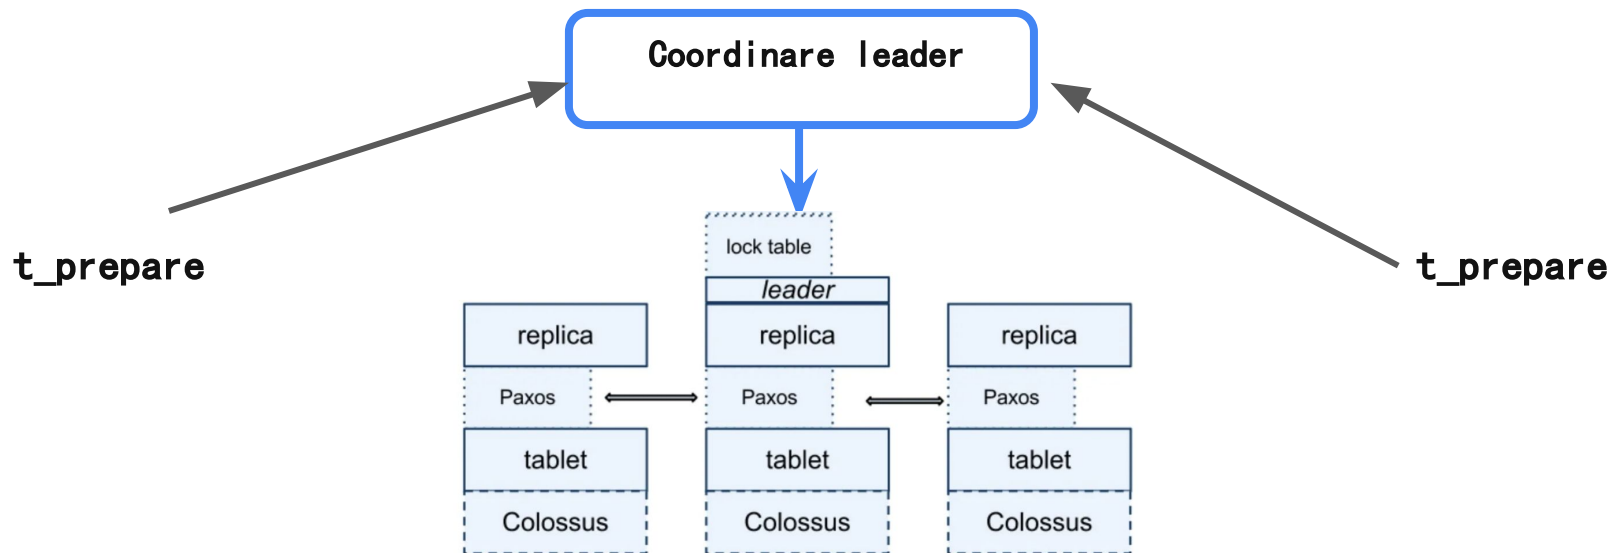 Coordinare leader
t_prepare
t_prepare
lock table
leader
replica
replica
replica
Paxos
Paxos
Paxos
tablet
tablet
tablet
Colossus
Colossus
Colossus